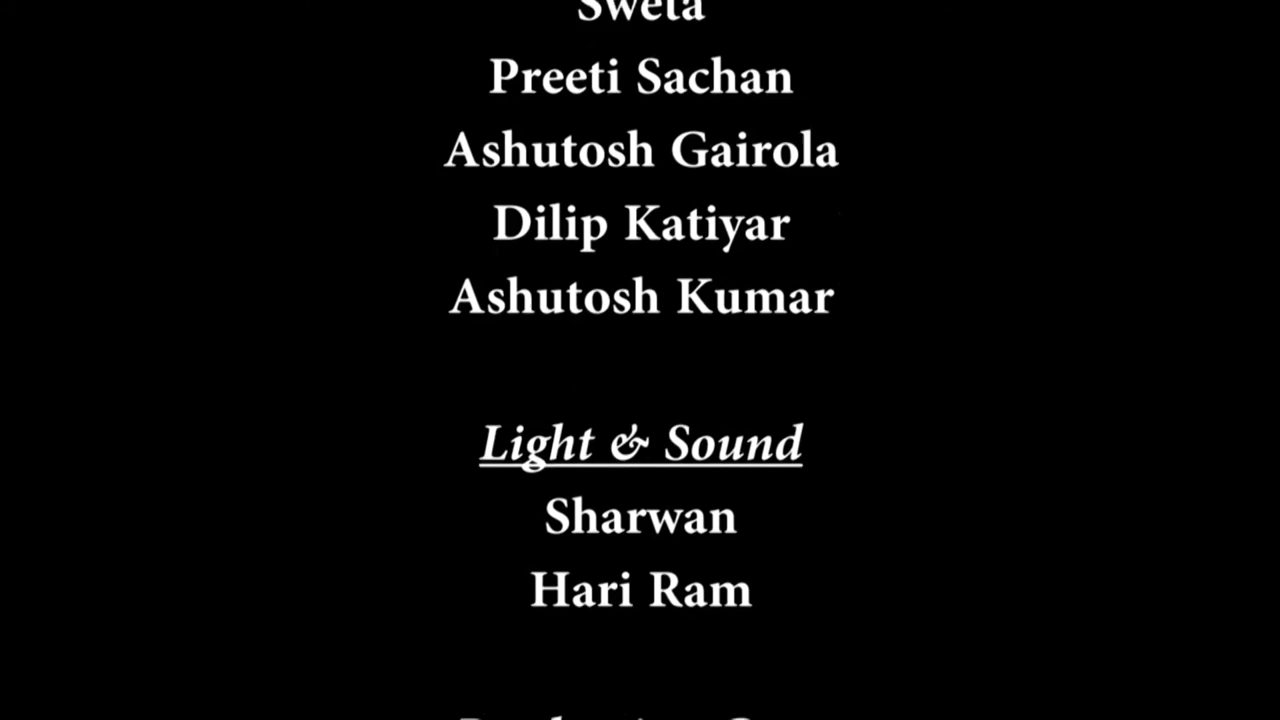 Sweta
Preeti Sachan
Ashutosh Gairola
Dilip Katiyar
Ashutosh Kumar
Light & Sound
Sharwan
Hari Ram